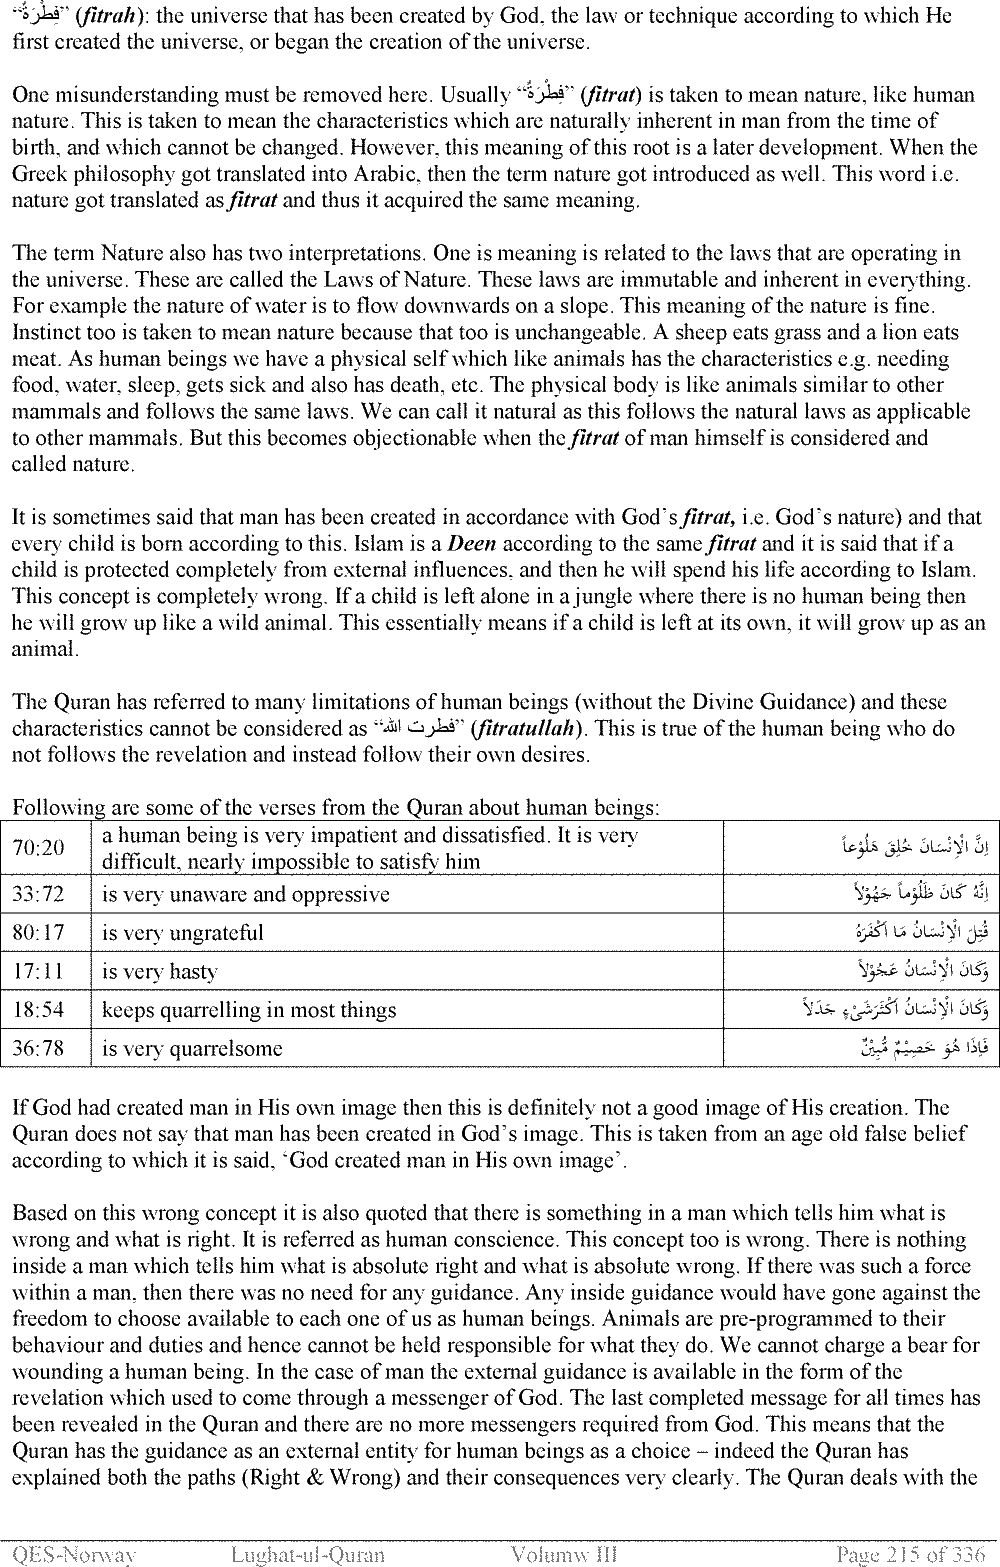 “فِطْرَةٌ” (fitrah): the universe that has been created by God, the law or technique according to which He
first created the universe, or began the creation of the universe.
One misunderstanding must be removed here. Usually “فِطْرَةٌ” (fitrat) is taken to mean nature, like human
nature. This is taken to mean the characteristics which are naturally inherent in man from the time of
birth, and which cannot be changed. However, this meaning of this root is a later development. When the
Greek philosophy got translated into Arabic, then the term nature got introduced as well. This word i.e.
nature got translated as fitrat and thus it acquired the same meaning.
The term Nature also has two interpretations. One is meaning is related to the laws that are operating in
the universe. These are called the Laws of Nature. These laws are immutable and inherent in everything.
For example the nature of water is to flow downwards on a slope. This meaning of the nature is fine.
Instinct too is taken to mean nature because that too is unchangeable. A sheep eats grass and a lion eats
meat. As human beings we have a physical self which like animals has the characteristics e.g. needing
food, water, sleep, gets sick and also has death, etc. The physical body is like animals similar to other
mammals and follows the same laws. We can call it natural as this follows the natural laws as applicable
to other mammals. But this becomes objectionable when the fitrat of man himself is considered and
called nature.
It is sometimes said that man has been created in accordance with God’s fitrat, i.e. God’s nature) and that
every child is born according to this. Islam is a Deen according to the same fitrat and it is said that if a
child is protected completely from external influences, and then he will spend his life according to Islam.
This concept is completely wrong. If a child is left alone in a jungle where there is no human being then
he will grow up like a wild animal. This essentially means if a child is left at its own, it will grow up as an
animal.
The Quran has referred to many limitations of human beings (without the Divine Guidance) and these
characteristics cannot be considered as “فطرت الله” (fitratullah). This is true of the human being who do
not follows the revelation and instead follow their own desires.
Following are some of the verses from the Quran about human beings:
70:20 a human being is very impatient and dissatisfied. It is very
difficult, nearly impossible to satisfy him اِنَّ الْاِنْسَانَ خُلِقَ هَلُوْعاً
33:72 is very unaware and oppressive اِنَّهُ كَانَ ظَلُوْماً جَهُوْلاً
80:17 is very ungrateful قُتِلَ الْاِنْسَانُ مَا اَكْفَرَهُ
17:11 is very hasty وَكَانَ الْاِنْسَانُ عَجُوْلاً
18:54 keeps quarrelling in most things وَكَانَ الْاِنْسَانُ اَكْثَرَشَیْءٍ جَدَلاً
36:78 is very quarrelsome فَاِذَا هُوَ خَصِيْمٌ مُّبِيْنٌ
If God had created man in His own image then this is definitely not a good image of His creation. The
Quran does not say that man has been created in God’s image. This is taken from an age old false belief
according to which it is said, ‘God created man in His own image’.
Based on this wrong concept it is also quoted that there is something in a man which tells him what is
wrong and what is right. It is referred as human conscience. This concept too is wrong. There is nothing
inside a man which tells him what is absolute right and what is absolute wrong. If there was such a force
within a man, then there was no need for any guidance. Any inside guidance would have gone against the
freedom to choose available to each one of us as human beings. Animals are pre-programmed to their
behaviour and duties and hence cannot be held responsible for what they do. We cannot charge a bear for
wounding a human being. In the case of man the external guidance is available in the form of the
revelation which used to come through a messenger of God. The last completed message for all times has
been revealed in the Quran and there are no more messengers required from God. This means that the
Quran has the guidance as an external entity for human beings as a choice – indeed the Quran has
explained both the paths (Right & Wrong) and their consequences very clearly. The Quran deals with the
QES-Norway Lughat-ul-Quran Volumw III Page 215 of 336